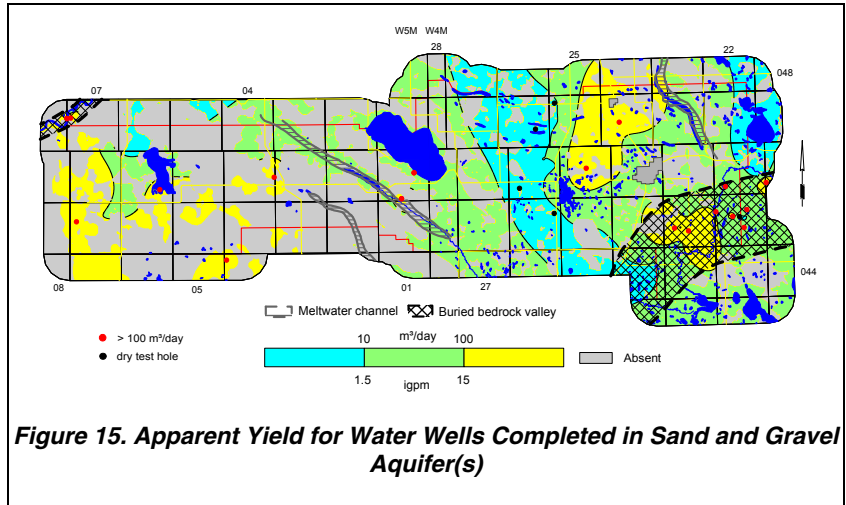 W5M W4M
28
25
22
07
04
048
044
08
05
01
27
Meltwater channel
Buried bedrock valley
> 100 m³/day
dry test hole
10 m³/day 100
Absent
1.5 igpm 15
Figure 15. Apparent Yield for Water Wells Completed in Sand and Gravel
Aquifer(s)